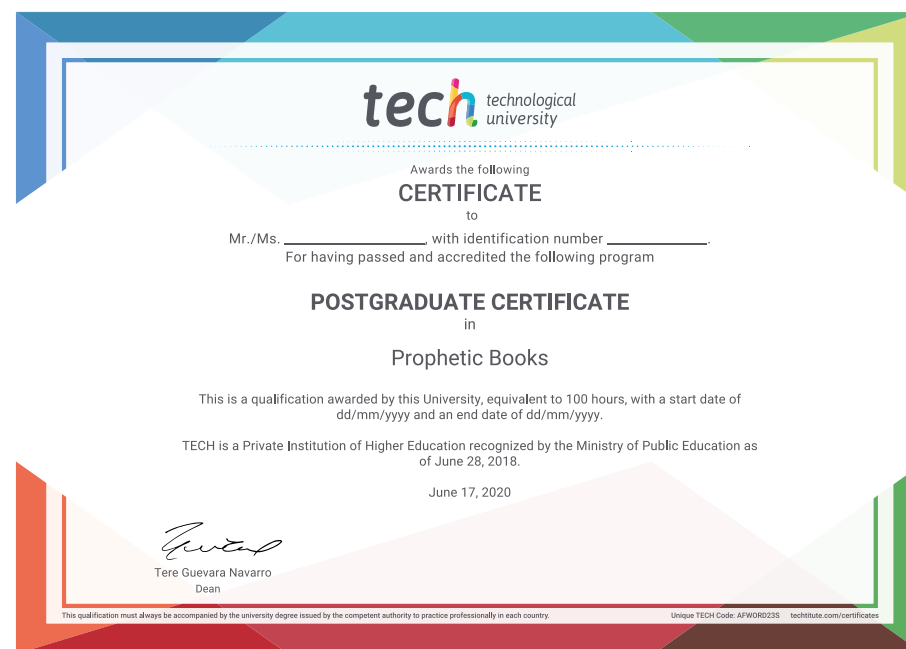 tech technological
university
Awards the following
CERTIFICATE
to
Mr./Ms. ____________________, with identification number ______________.
For having passed and accredited the following program
POSTGRADUATE CERTIFICATE
in
Prophetic Books
This is a qualification awarded by this University, equivalent to 100 hours, with a start date of
dd/mm/yyyy and an end date of dd/mm/yyyy.
TECH is a Private Institution of Higher Education recognized by the Ministry of Public Education as
of June 28, 2018.
June 17, 2020
Tere Guevara Navarro
Dean
This qualification must always be accompanied by the university degree issued by the competent authority to practice professionally in each country. Unique TECH Code: AFWORD23S techtitute.com/certificates